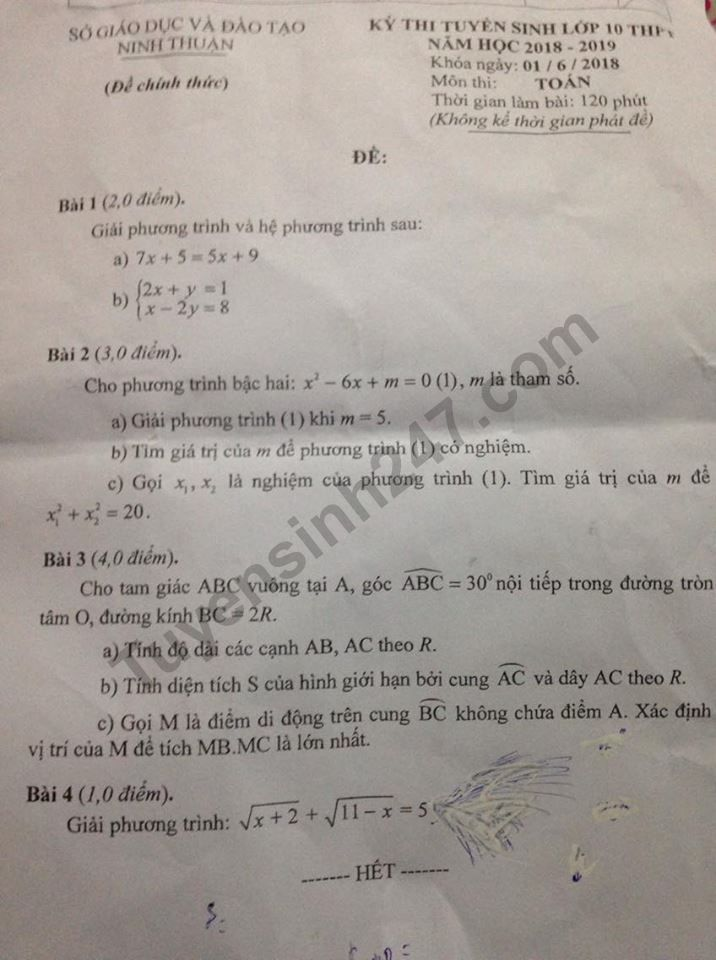 SỞ GIÁO DỤC VÀ ĐÀO TẠO
NINH THUẬN
(Đề chính thức)
KỲ THI TUYỂN SINH LỚP 10 THPT
NĂM HỌC 2018 - 2019
Khóa ngày: 01 / 6 / 2018
Môn thi: TOÁN
Thời gian làm bài: 120 phút
(Không kể thời gian phát đề)
ĐỀ:
Bài 1 (2,0 điểm).
Giải phương trình và hệ phương trình sau:
a) 7x + 5 = 5x + 9
b) {2x + y = 1
x − 2y = 8
Bài 2 (3,0 điểm).
Cho phương trình bậc hai: x² − 6x + m = 0 (1), m là tham số.
a) Giải phương trình (1) khi m = 5.
b) Tìm giá trị của m để phương trình (1) có nghiệm.
c) Gọi x₁, x₂ là nghiệm của phương trình (1). Tìm giá trị của m để
x₁² + x₂² = 20.
Bài 3 (4,0 điểm).
Cho tam giác ABC vuông tại A, góc ABC = 30⁰ nội tiếp trong đường tròn
tâm O, đường kính BC = 2R.
a) Tính độ dài các cạnh AB, AC theo R.
b) Tính diện tích S của hình giới hạn bởi cung AC và dây AC theo R.
c) Gọi M là điểm di động trên cung BC không chứa điểm A. Xác định
vị trí của M để tích MB.MC là lớn nhất.
Bài 4 (1,0 điểm).
Giải phương trình: √(x + 2) + √(11 − x) = 5
------- HẾT -------
Tuyensinh247.com